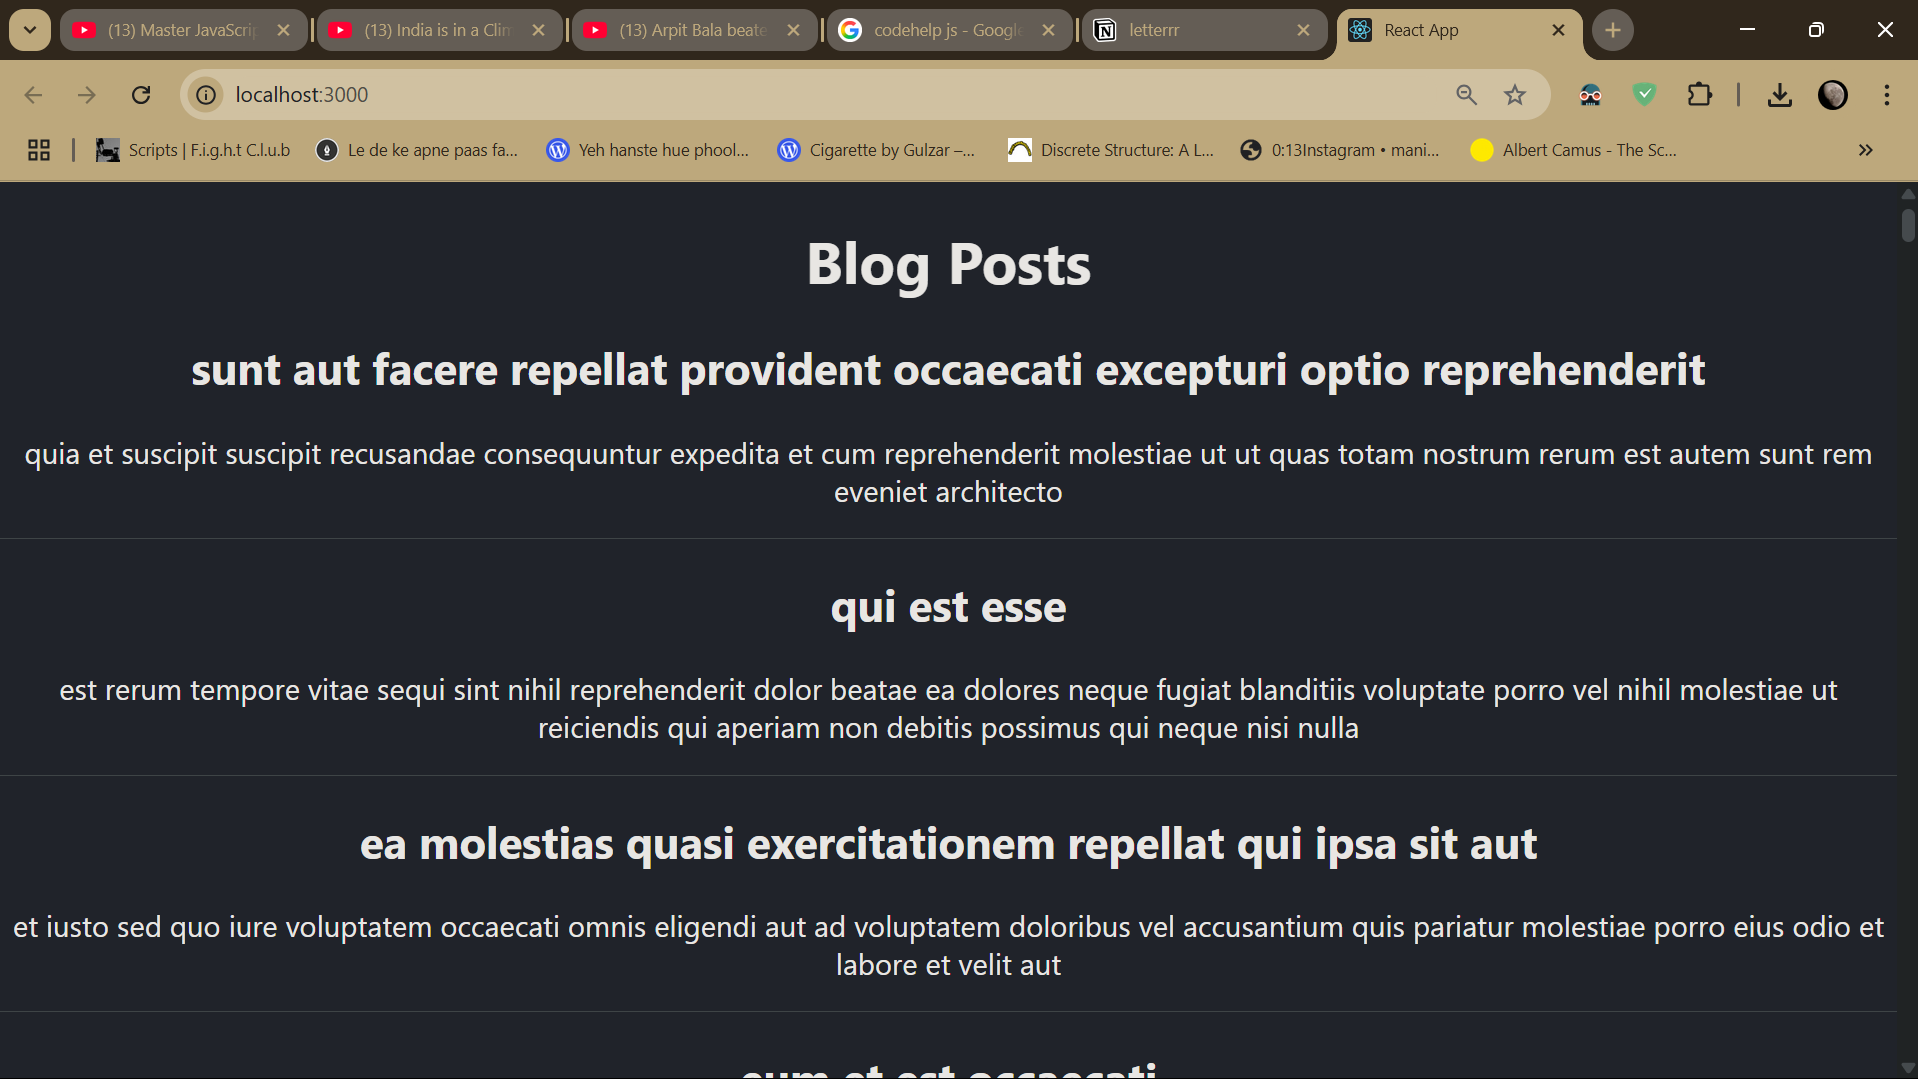 (13) Master JavaScrip
(13) India is in a Clim
(13) Arpit Bala beate
codehelp js - Google
letterrr
React App
localhost:3000
Scripts | F.i.g.h.t C.l.u.b
Le de ke apne paas fa...
Yeh hanste hue phool...
Cigarette by Gulzar –...
Discrete Structure: A L...
0:13Instagram • mani...
Albert Camus - The Sc...
Blog Posts
sunt aut facere repellat provident occaecati excepturi optio reprehenderit
quia et suscipit suscipit recusandae consequuntur expedita et cum reprehenderit molestiae ut ut quas totam nostrum rerum est autem sunt rem
eveniet architecto
qui est esse
est rerum tempore vitae sequi sint nihil reprehenderit dolor beatae ea dolores neque fugiat blanditiis voluptate porro vel nihil molestiae ut
reiciendis qui aperiam non debitis possimus qui neque nisi nulla
ea molestias quasi exercitationem repellat qui ipsa sit aut
et iusto sed quo iure voluptatem occaecati omnis eligendi aut ad voluptatem doloribus vel accusantium quis pariatur molestiae porro eius odio et
labore et velit aut
eum et est occaecati